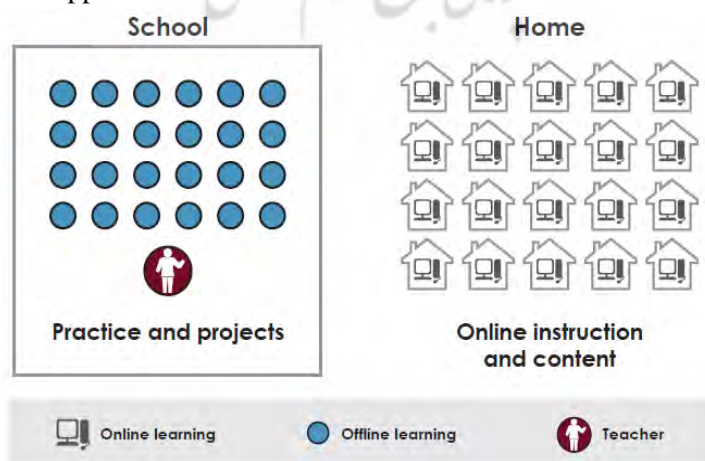 School
Home
Practice and projects
Online instruction
and content
Online learning
Offline learning
Teacher